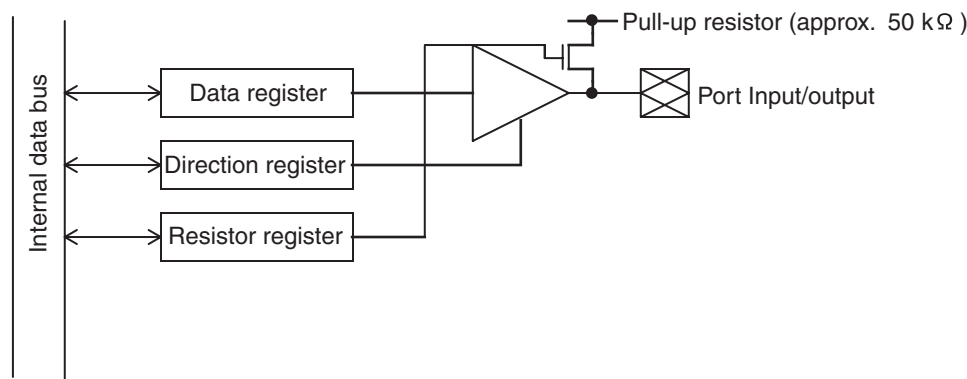 Pull-up resistor (approx. 50 kΩ )
Data register
Port Input/output
Direction register
Resistor register
Internal data bus